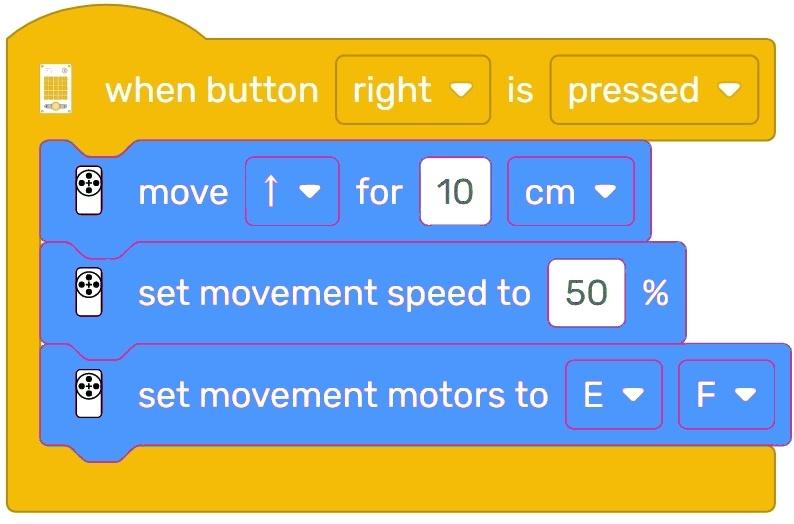 when button right is pressed
move ↑ for 10 cm
set movement speed to 50 %
set movement motors to E F